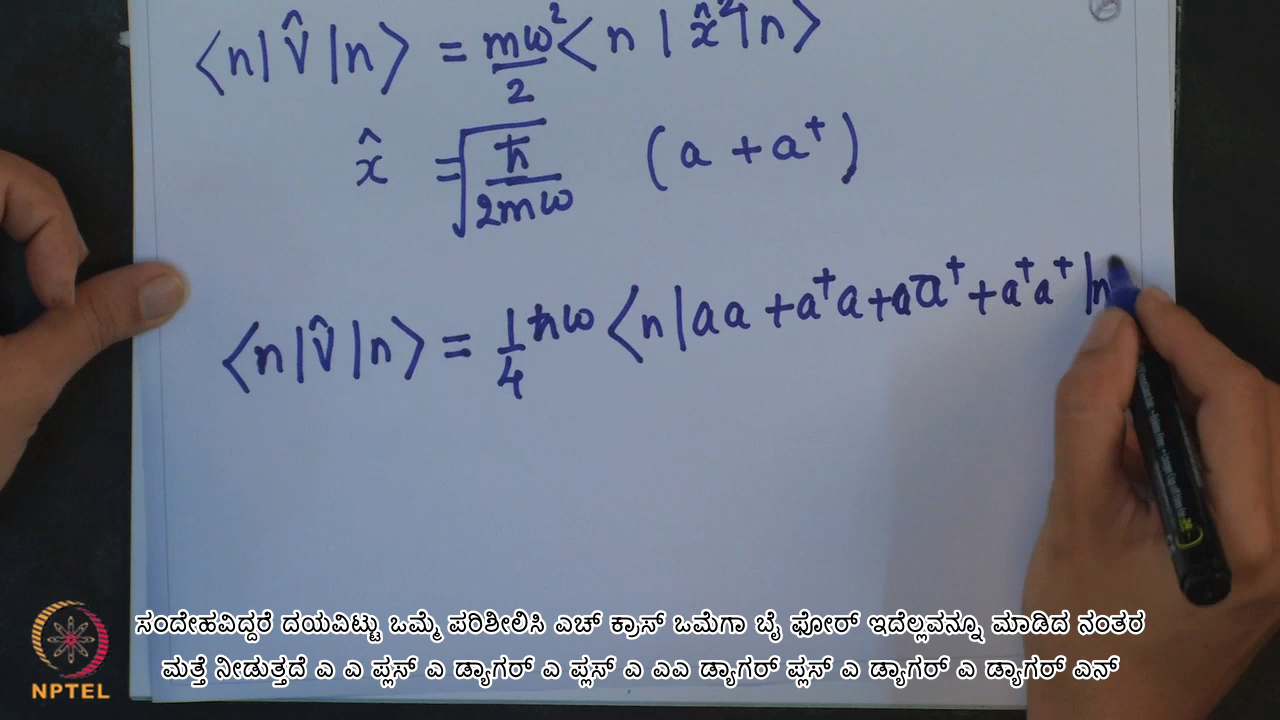 ⟨n|V̂|n⟩ = mω²/2 ⟨n|x̂²|n⟩
x̂ = √(ħ/2mω) (a + a†)
⟨n|V̂|n⟩ = 1/4 ħω ⟨n|aa + a†a + aa† + a†a†|n
ಸಂದೇಹವಿದ್ದರೆ ದಯವಿಟ್ಟು ಒಮ್ಮೆ ಪರಿಶೀಲಿಸಿ ಎಚ್ ಕ್ರಾಸ್ ಒಮೆಗಾ ಬೈ ಫೋರ್ ಇದೆಲ್ಲವನ್ನೂ ಮಾಡಿದ ನಂತರ
ಮತ್ತೆ ನೀಡುತ್ತದೆ ಎ ಎ ಪ್ಲಸ್ ಎ ಡ್ಯಾಗರ್ ಎ ಪ್ಲಸ್ ಎ ಎಎ ಡ್ಯಾಗರ್ ಪ್ಲಸ್ ಎ ಡ್ಯಾಗರ್ ಎ ಡ್ಯಾಗರ್ ಎನ್
NPTEL